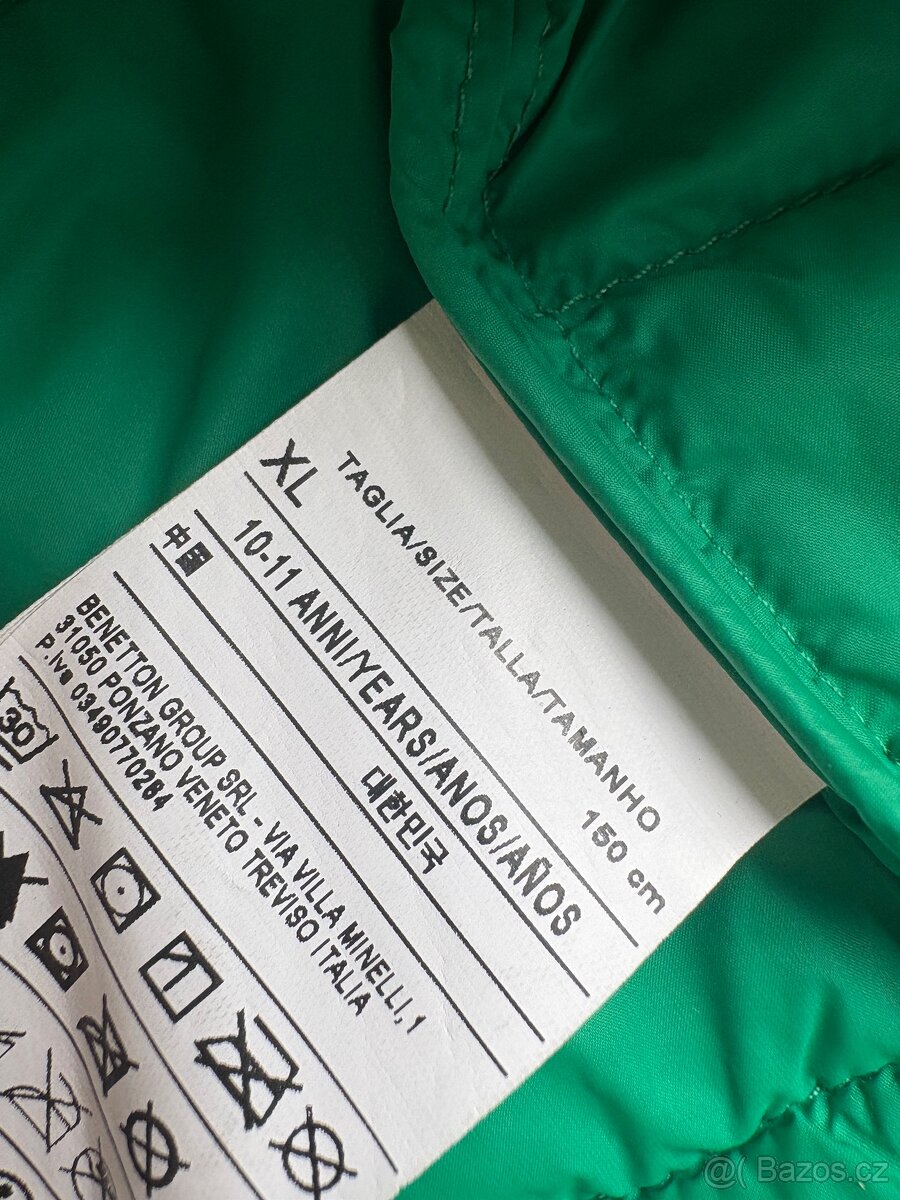 TAGLIA/SIZE/TALLA/TAMANHO
XL 150 cm
10-11 ANNI/YEARS/ANOS/AÑOS
中国 대한민국
BENETTON GROUP SRL - VIA VILLA MINELLI, 1
31050 PONZANO VENETO TREVISO ITALIA
P.iva 03490770264
30
@ Bazos.cz